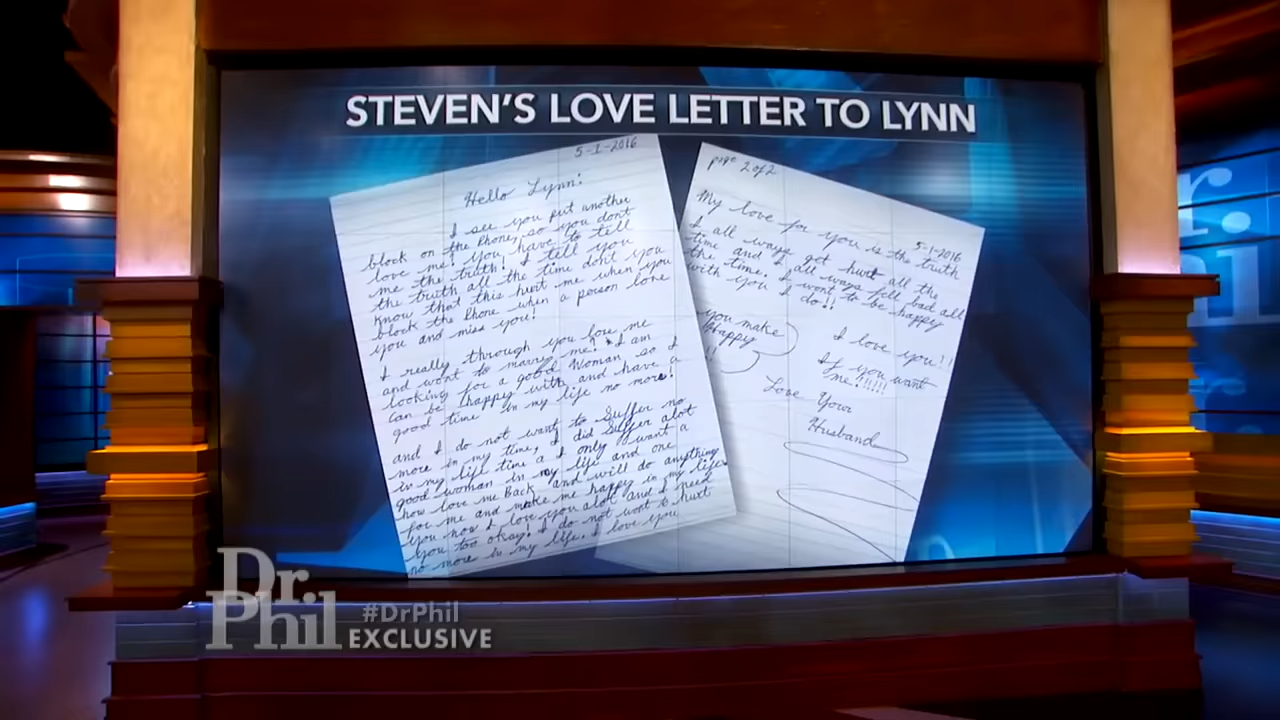 STEVEN'S LOVE LETTER TO LYNN
5-1-2016
Hello Lynn!
I see you put another
block on the Phone, so you dont
love me! you have to tell
me the truth! I tell you
the truth all the time dont you
know that this hurt me when you
block the Phone when a person love
you and miss you!
I really through you love me
and wont to marry me? I am
looking for a good Woman, so I
can be happy with and have a
good time in my life no more!
and I do not want to Suffer no
more in my time, I did Suffer alot
in my life time a I only want a
good woman in my life and one
how love me Back and will do anything
for me and make me happy in my life
you now I love you alot and I need
you too okay! I do not wont to hurt
no more in my life. I love you
page 2 of 2
5-1-2016
My love for you is the truth
I all ways get hurt all the
time and I all ways fell bad all
the time. I wont to be happy
with you I do!!
you make
Happy
!!
I love you!!
If you want
me!!!!!!
Love Your
Husband
Dr.
Phil
#DrPhil
EXCLUSIVE